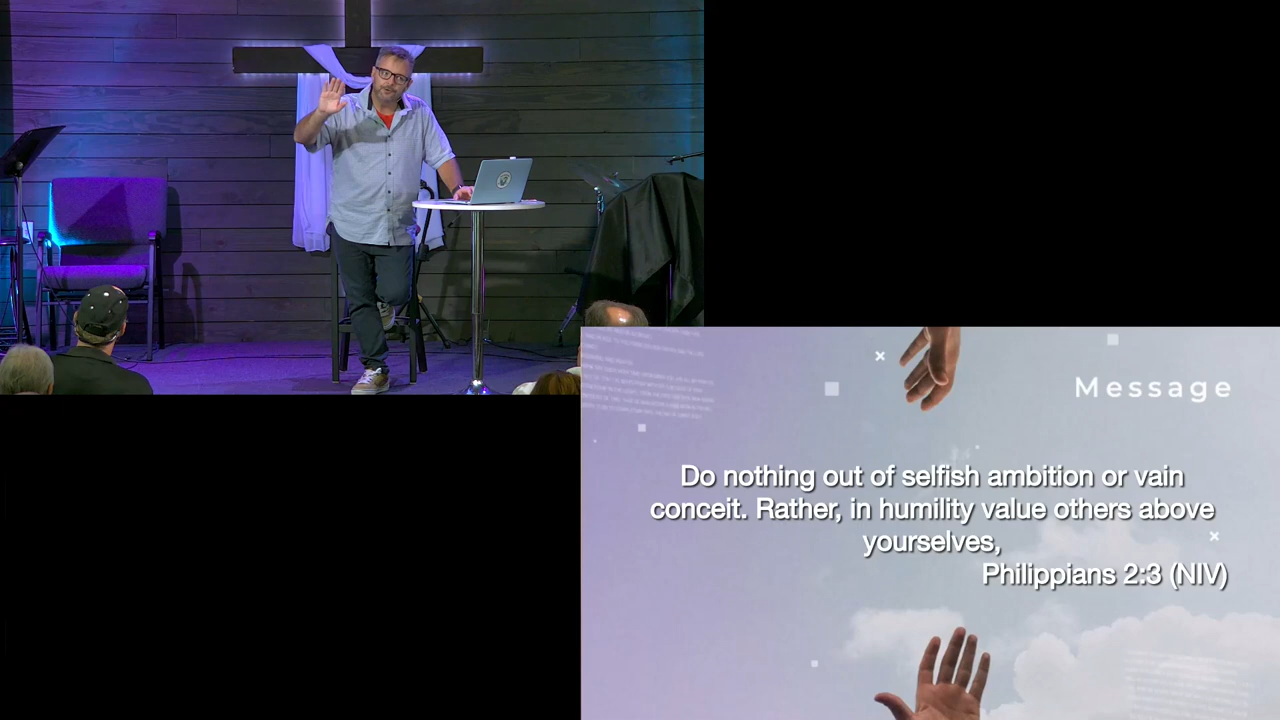 Message
Do nothing out of selfish ambition or vain
conceit. Rather, in humility value others above
yourselves,
Philippians 2:3 (NIV)